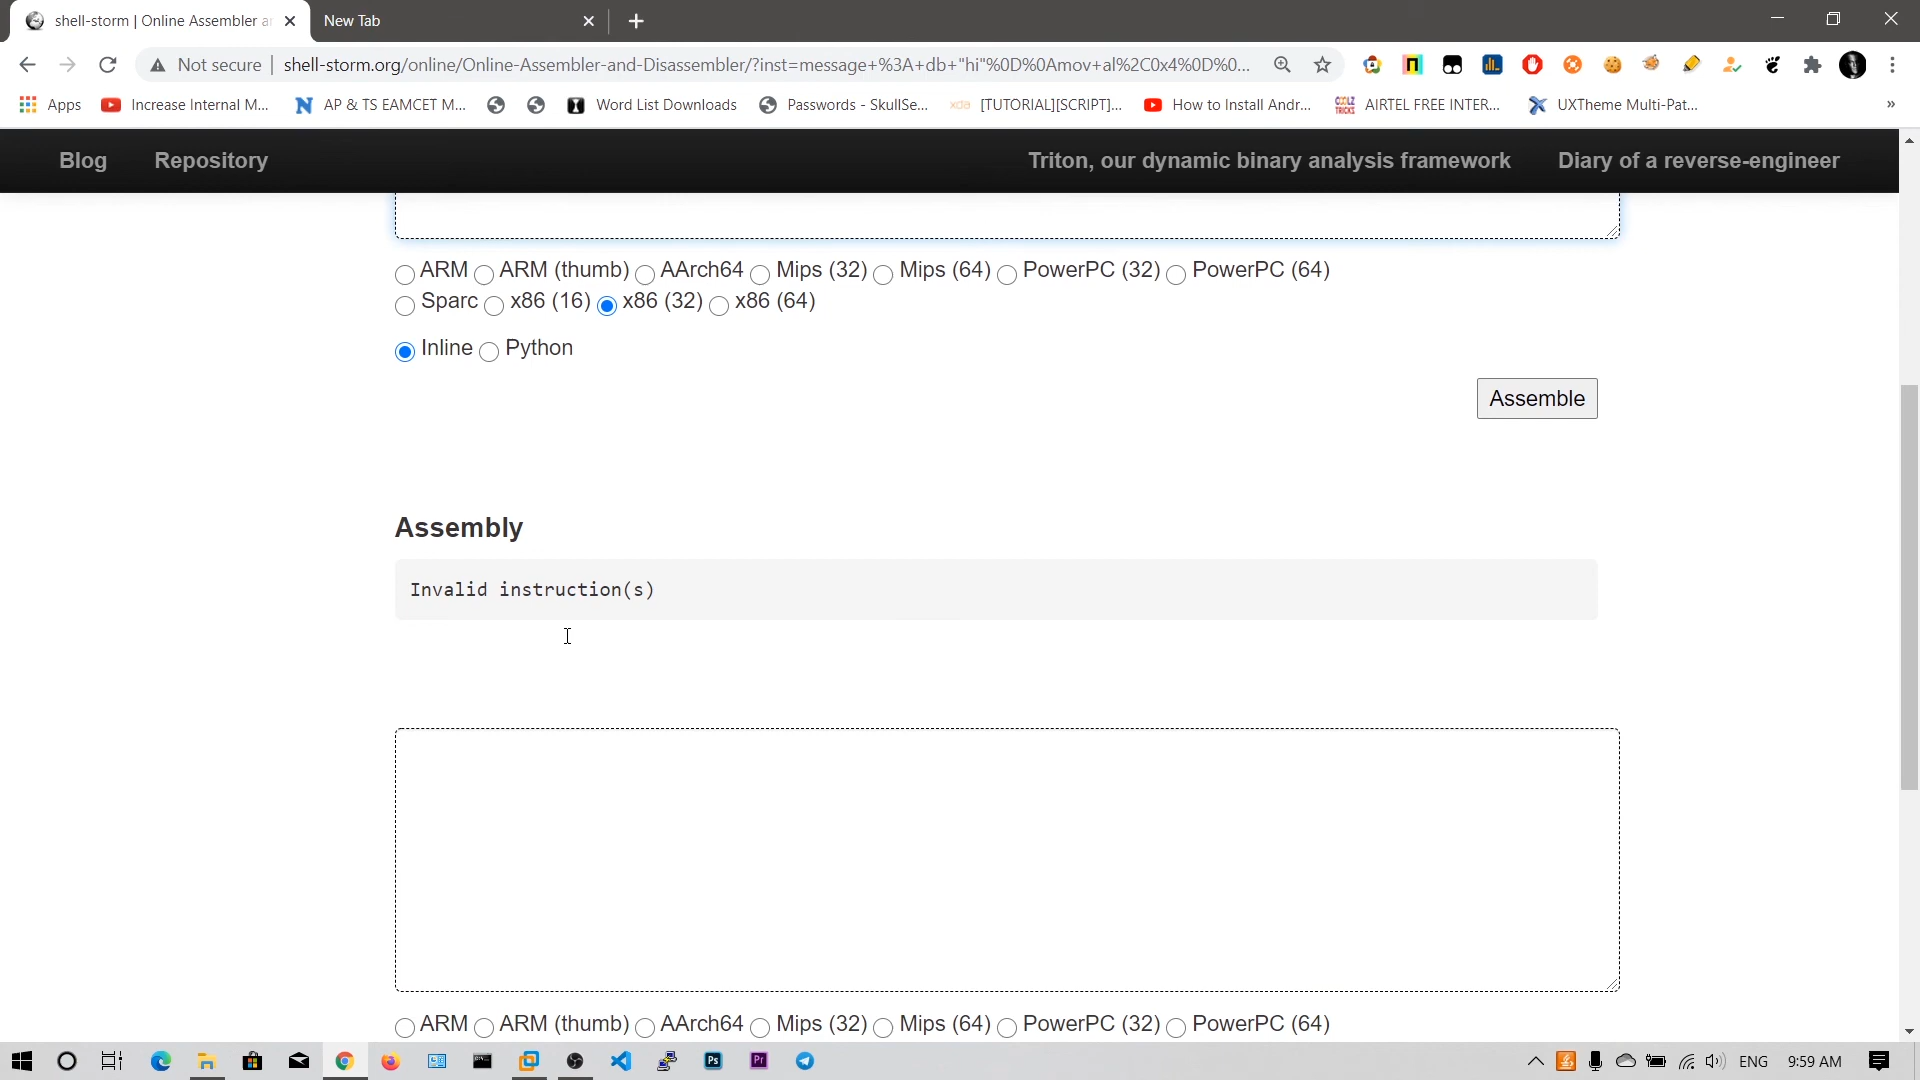 shell-storm | Online Assembler ar
New Tab
Not secure | shell-storm.org/online/Online-Assembler-and-Disassembler/?inst=message+%3A+db+"hi"%0D%0Amov+al%2C0x4%0D%0...
Apps Increase Internal M... AP & TS EAMCET M... Word List Downloads Passwords - SkullSe... xda [TUTORIAL][SCRIPT]... How to Install Andr... AIRTEL FREE INTER... UXTheme Multi-Pat... »
Blog Repository Triton, our dynamic binary analysis framework Diary of a reverse-engineer
ARM ARM (thumb) AArch64 Mips (32) Mips (64) PowerPC (32) PowerPC (64)
Sparc x86 (16) x86 (32) x86 (64)
Inline Python
Assemble
Assembly
Invalid instruction(s)
ARM ARM (thumb) AArch64 Mips (32) Mips (64) PowerPC (32) PowerPC (64)
Ps Pr ENG 9:59 AM